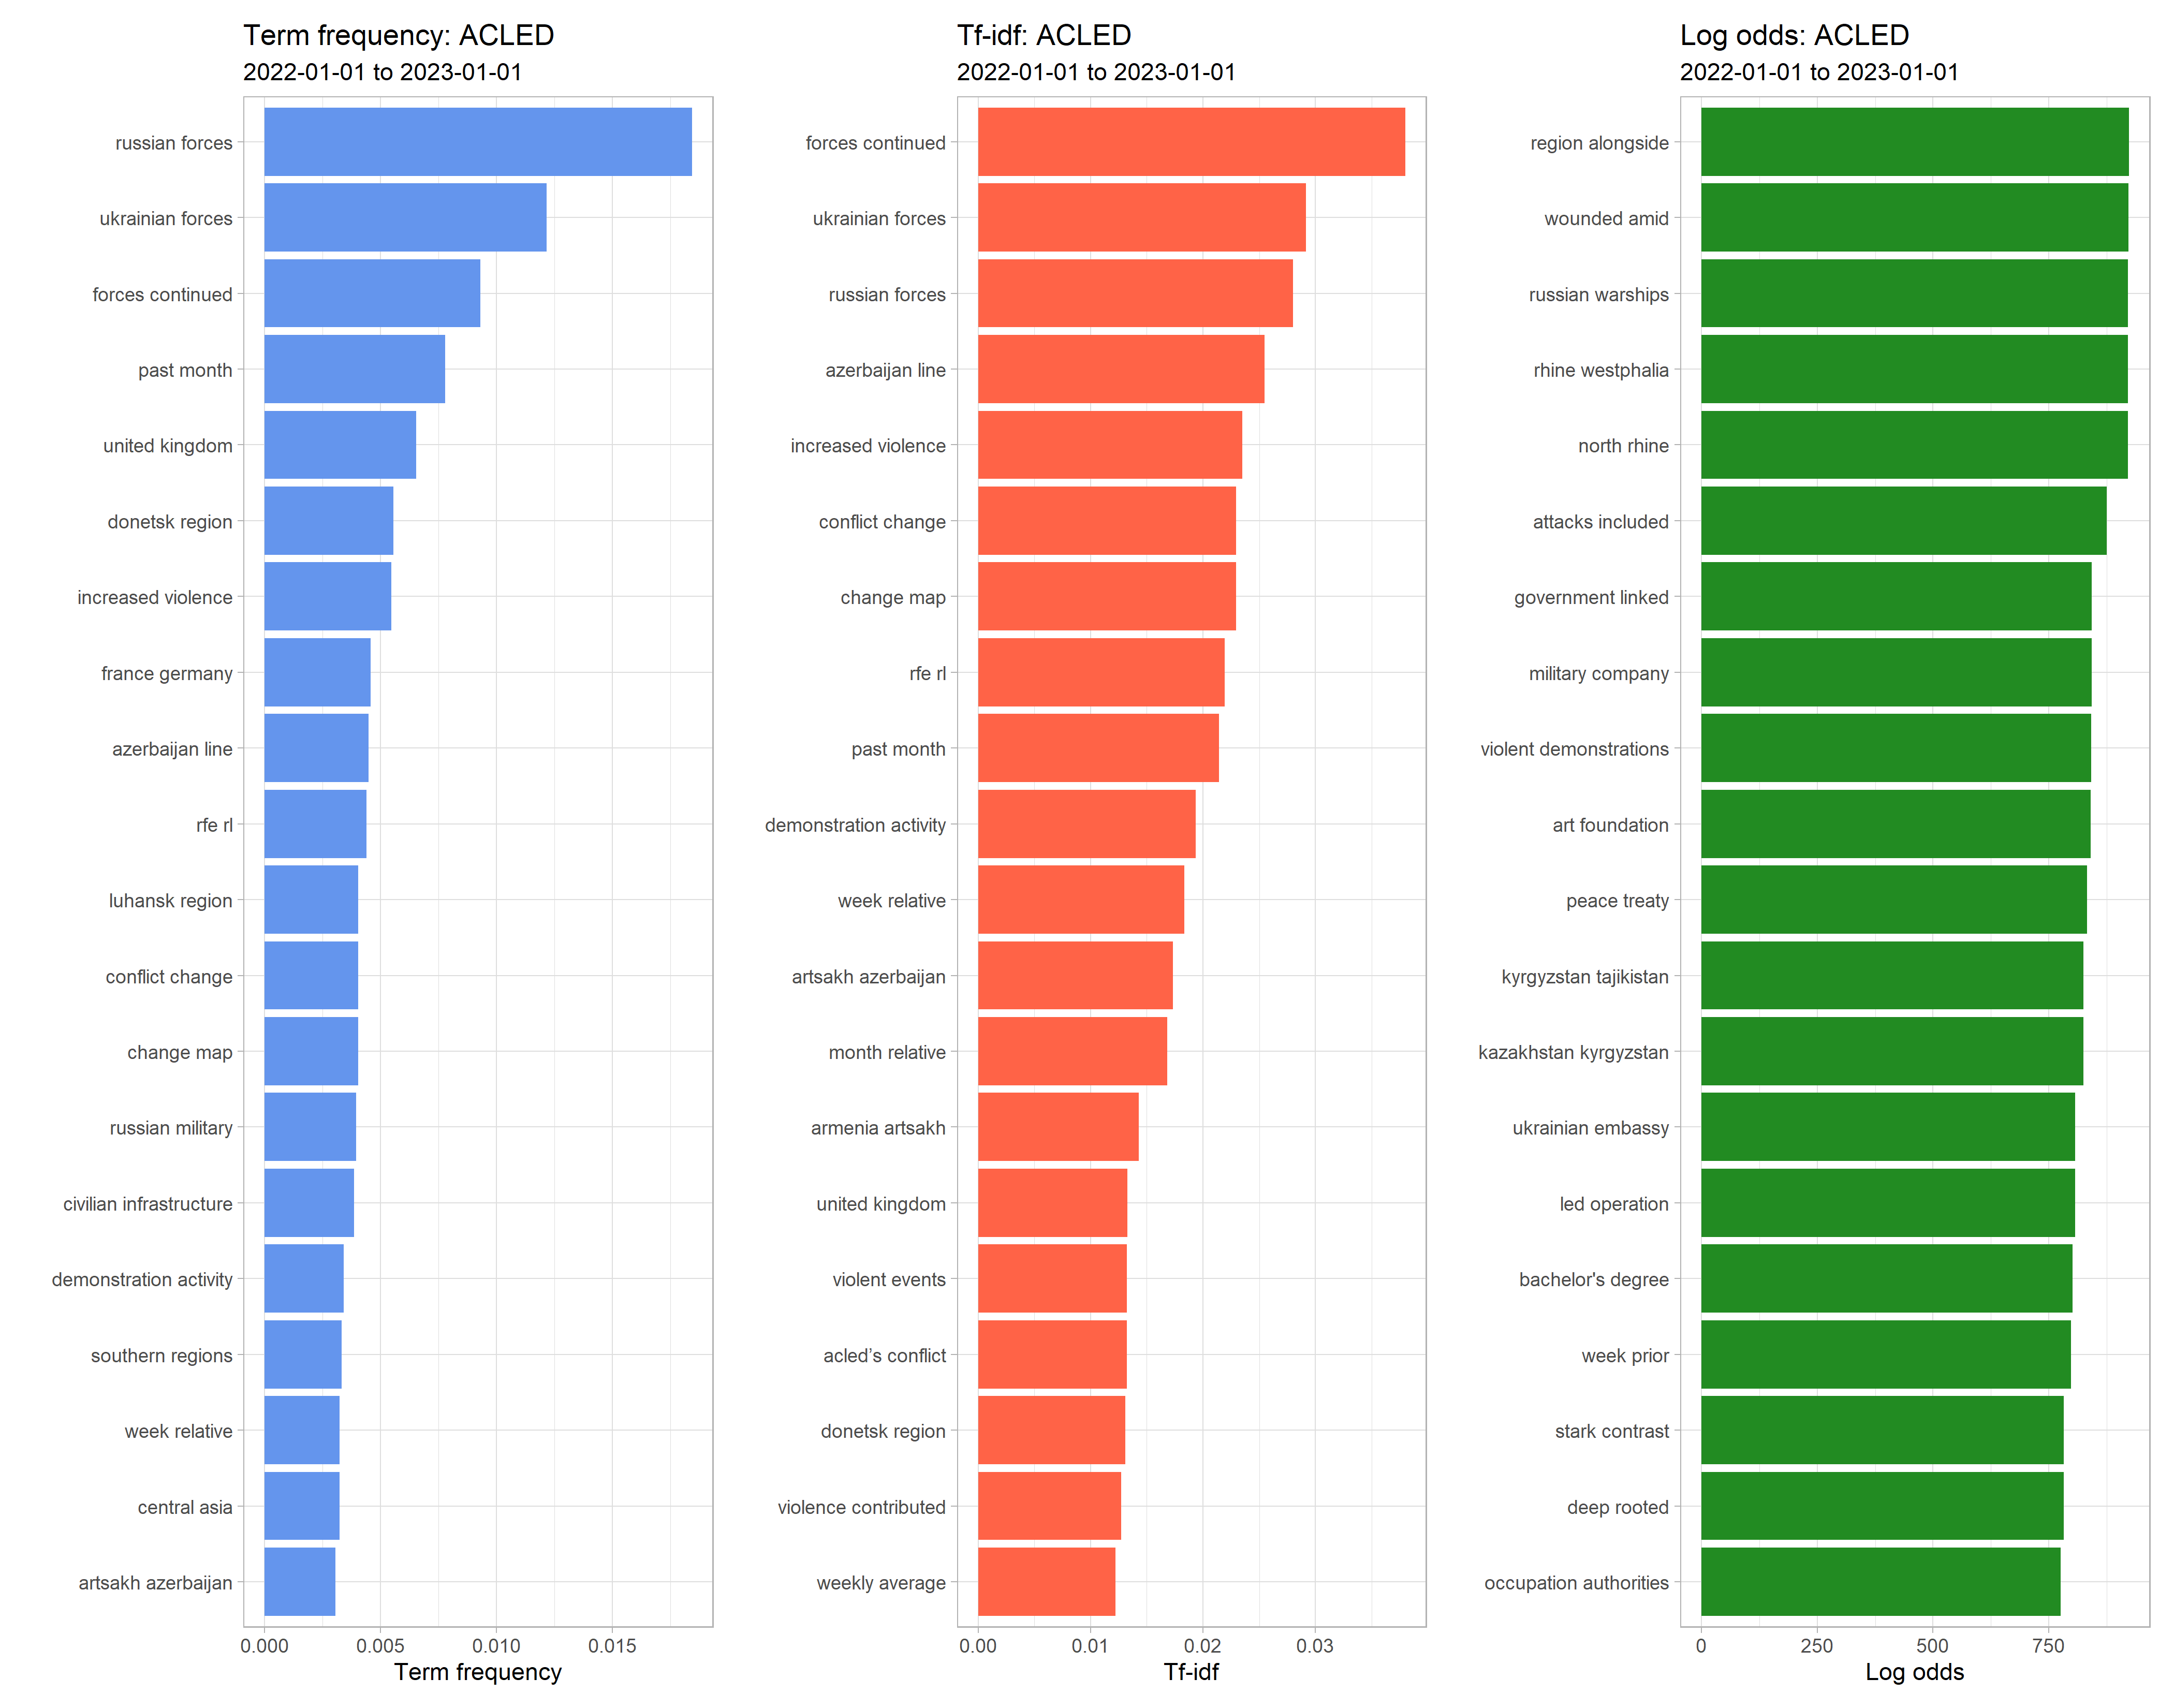 Term frequency: ACLED
2022-01-01 to 2023-01-01
russian forces
ukrainian forces
forces continued
past month
united kingdom
donetsk region
increased violence
france germany
azerbaijan line
rfe rl
luhansk region
conflict change
change map
russian military
civilian infrastructure
demonstration activity
southern regions
week relative
central asia
artsakh azerbaijan
0.000 0.005 0.010 0.015
Term frequency
Tf-idf: ACLED
2022-01-01 to 2023-01-01
forces continued
ukrainian forces
russian forces
azerbaijan line
increased violence
conflict change
change map
rfe rl
past month
demonstration activity
week relative
artsakh azerbaijan
month relative
armenia artsakh
united kingdom
violent events
acled’s conflict
donetsk region
violence contributed
weekly average
0.00 0.01 0.02 0.03
Tf-idf
Log odds: ACLED
2022-01-01 to 2023-01-01
region alongside
wounded amid
russian warships
rhine westphalia
north rhine
attacks included
government linked
military company
violent demonstrations
art foundation
peace treaty
kyrgyzstan tajikistan
kazakhstan kyrgyzstan
ukrainian embassy
led operation
bachelor's degree
week prior
stark contrast
deep rooted
occupation authorities
0 250 500 750
Log odds